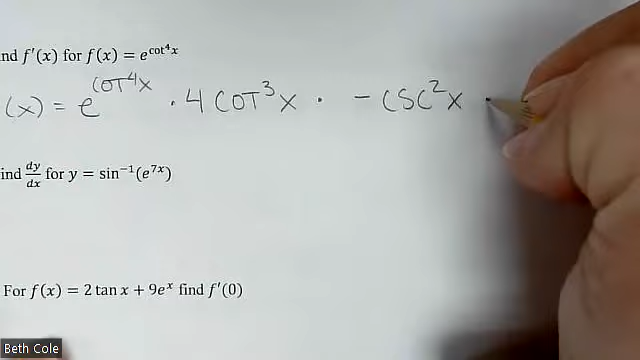 nd f′(x) for f(x) = e^{cot⁴x}
(x) = e^{COT⁴X} · 4 COT³X · - CSC²X ·
ind dy/dx for y = sin⁻¹(e^{7x})
For f(x) = 2 tan x + 9eˣ find f′(0)
Beth Cole